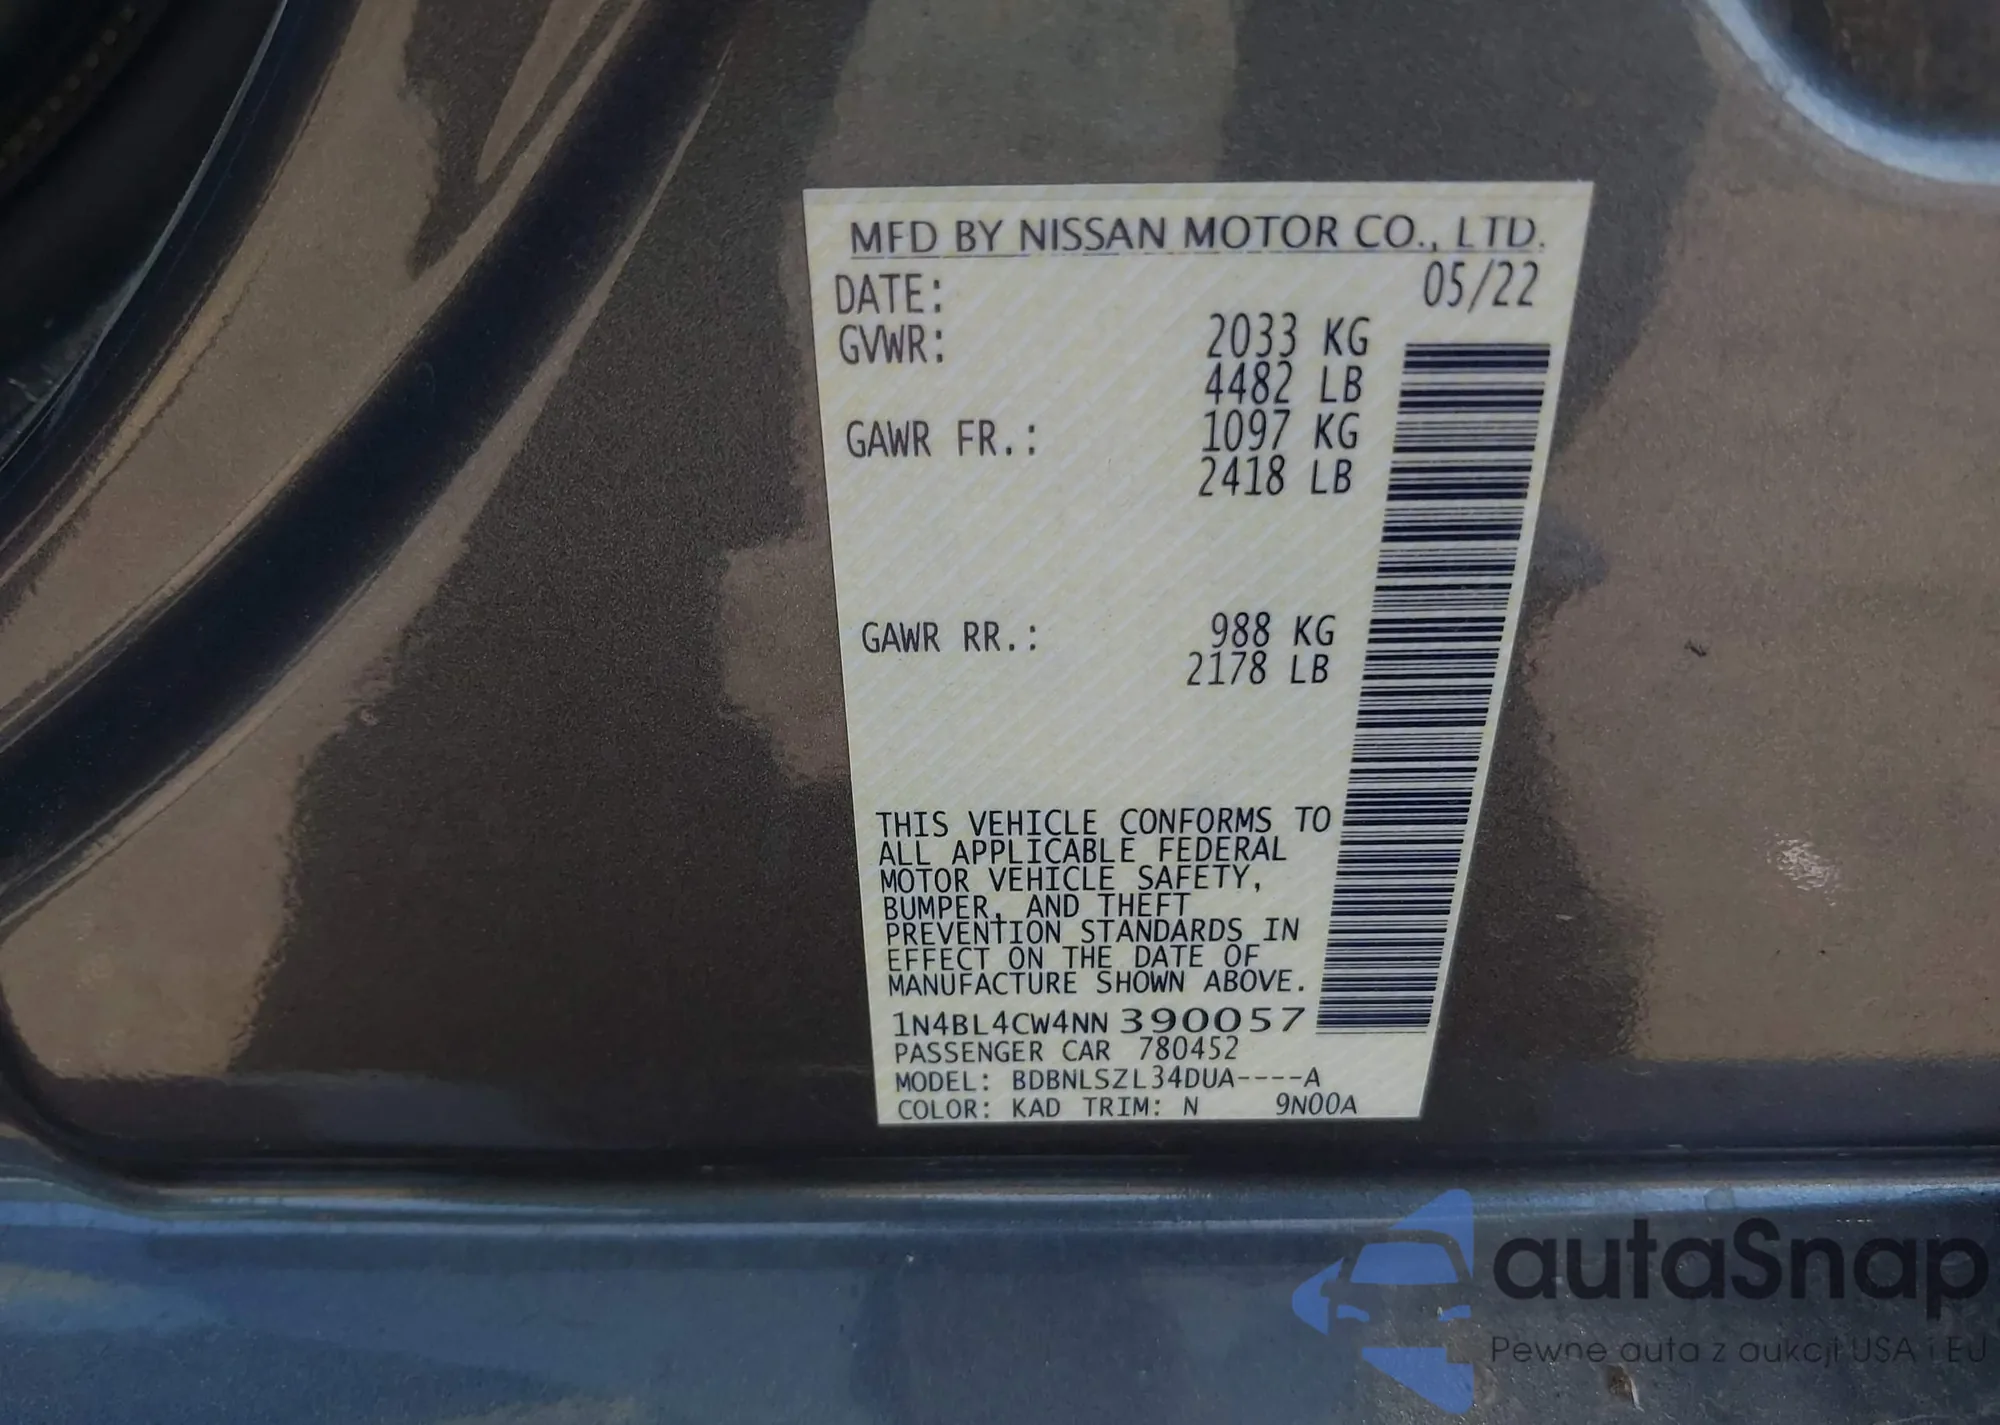 MFD BY NISSAN MOTOR CO., LTD.
DATE: 05/22
GVWR: 2033 KG
4482 LB
GAWR FR.: 1097 KG
2418 LB
GAWR RR.: 988 KG
2178 LB
THIS VEHICLE CONFORMS TO
ALL APPLICABLE FEDERAL
MOTOR VEHICLE SAFETY,
BUMPER, AND THEFT
PREVENTION STANDARDS IN
EFFECT ON THE DATE OF
MANUFACTURE SHOWN ABOVE.
1N4BL4CW4NN390057
PASSENGER CAR 780452
MODEL: BDBNLSZL34DUA----A
COLOR: KAD TRIM: N 9N00A
autaSnap
Pewne auta z aukcji USA i EU